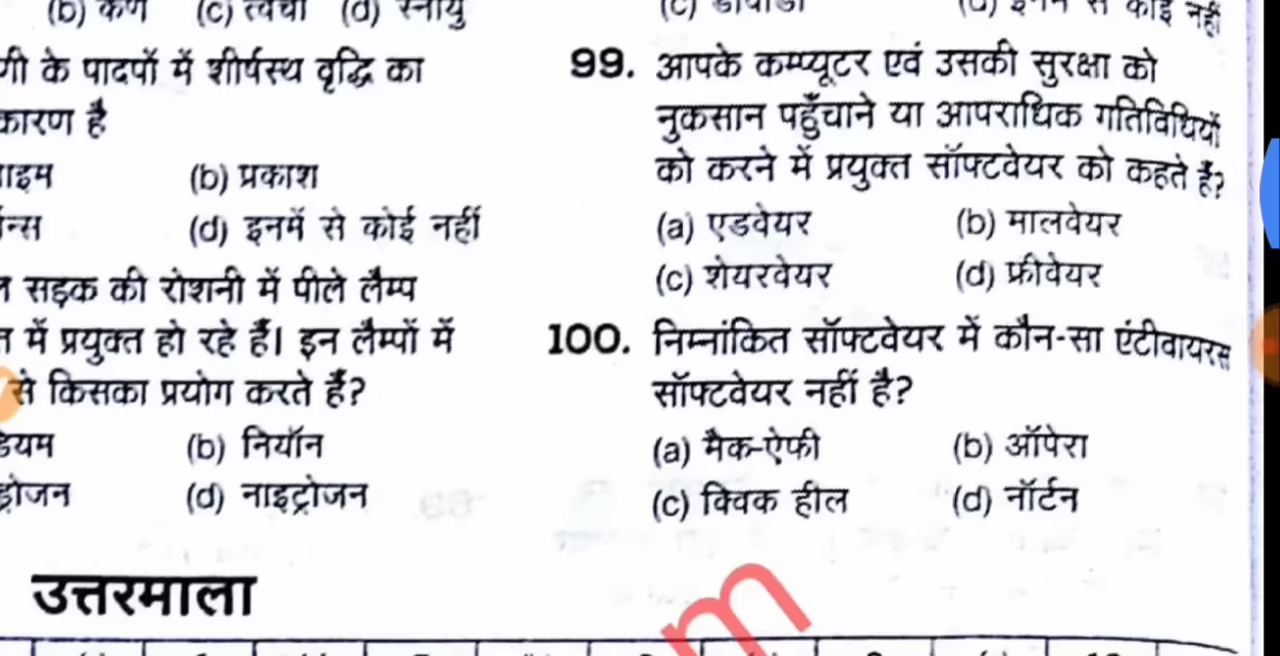 (b) कर्ण (c) त्वचा (d) स्नायु
के पादपों में शीर्षस्थ वृद्धि का
कारण है
(b) प्रकाश
(d) इनमें से कोई नहीं
सड़क की रोशनी में पीले लैम्प
में प्रयुक्त हो रहे हैं। इन लैम्पों में
से किसका प्रयोग करते हैं?
(b) नियॉन
(d) नाइट्रोजन
उत्तरमाला
(c) (d) इनमें से कोई नहीं
99. आपके कम्प्यूटर एवं उसकी सुरक्षा को
नुकसान पहुँचाने या आपराधिक गतिविधियों
को करने में प्रयुक्त सॉफ्टवेयर को कहते हैं?
(a) एडवेयर (b) मालवेयर
(c) शेयरवेयर (d) फ्रीवेयर
100. निम्नांकित सॉफ्टवेयर में कौन-सा एंटीवायरस
सॉफ्टवेयर नहीं है?
(a) मैक-ऐफी (b) ऑपेरा
(c) क्विक हील (d) नॉर्टन
m